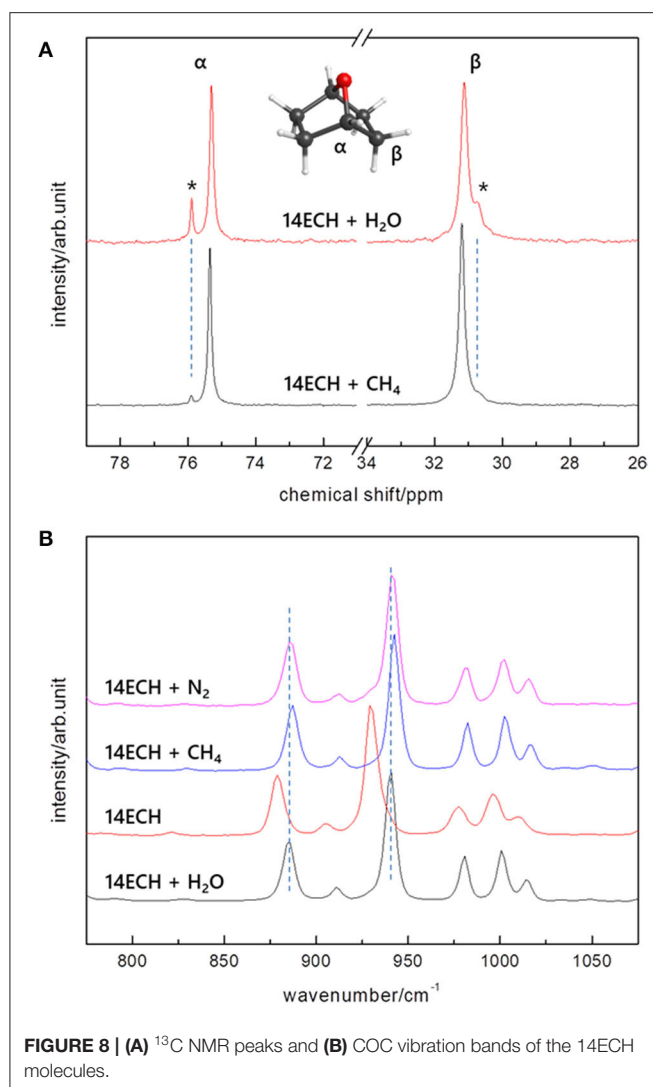 A
α
β
α
β
*
*
14ECH + H₂O
14ECH + CH₄
intensity/arb.unit
78 76 74 72 34 32 30 28 26
chemical shift/ppm
B
14ECH + N₂
14ECH + CH₄
14ECH
14ECH + H₂O
intensity/arb.unit
800 850 900 950 1000 1050
wavenumber/cm⁻¹
FIGURE 8 | (A) ¹³C NMR peaks and (B) COC vibration bands of the 14ECH
molecules.